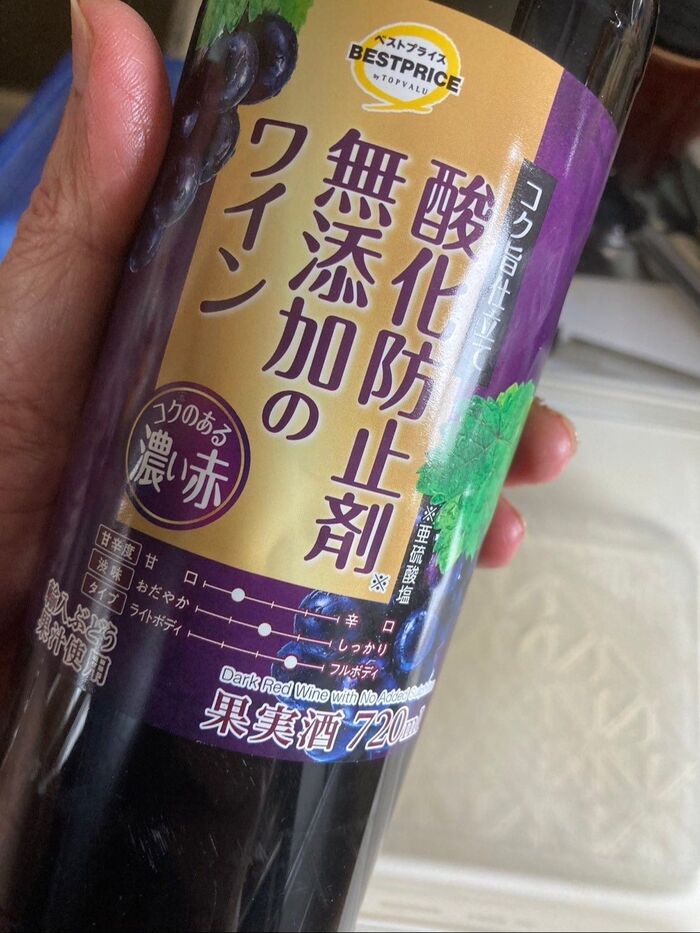 ベストプライス
BESTPRICE
by TOPVALU
コク旨仕立て
酸化防止剤※
無添加の
ワイン
※亜硫酸塩
コクのある
濃い赤
甘辛度 甘口 辛口
渋味 おだやか しっかり
タイプ ライトボディ フルボディ
輸入ぶどう
果汁使用
Dark Red Wine with No Added
果実酒 720ml